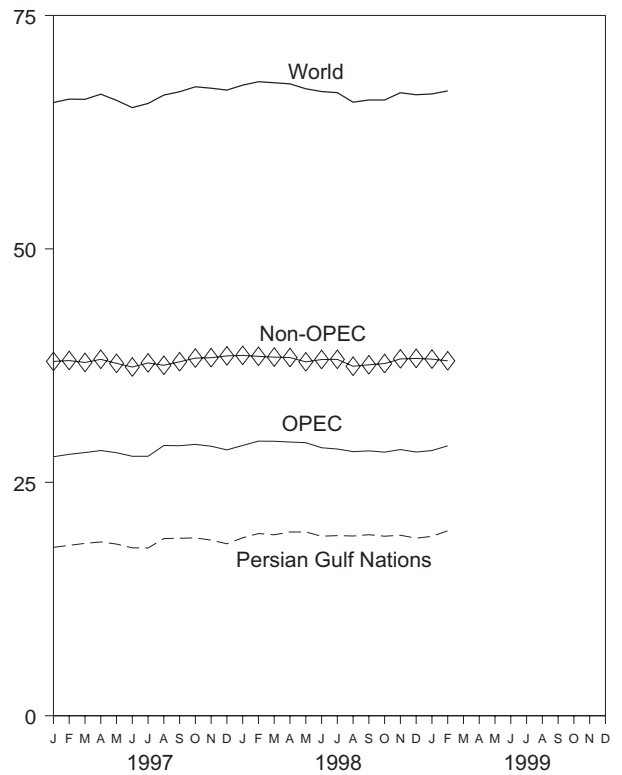 75
World
50
Non-OPEC
OPEC
25
Persian Gulf Nations
0
J F M A M J J A S O N D J F M A M J J A S O N D J F M A M J J A S O N D
1997 1998 1999